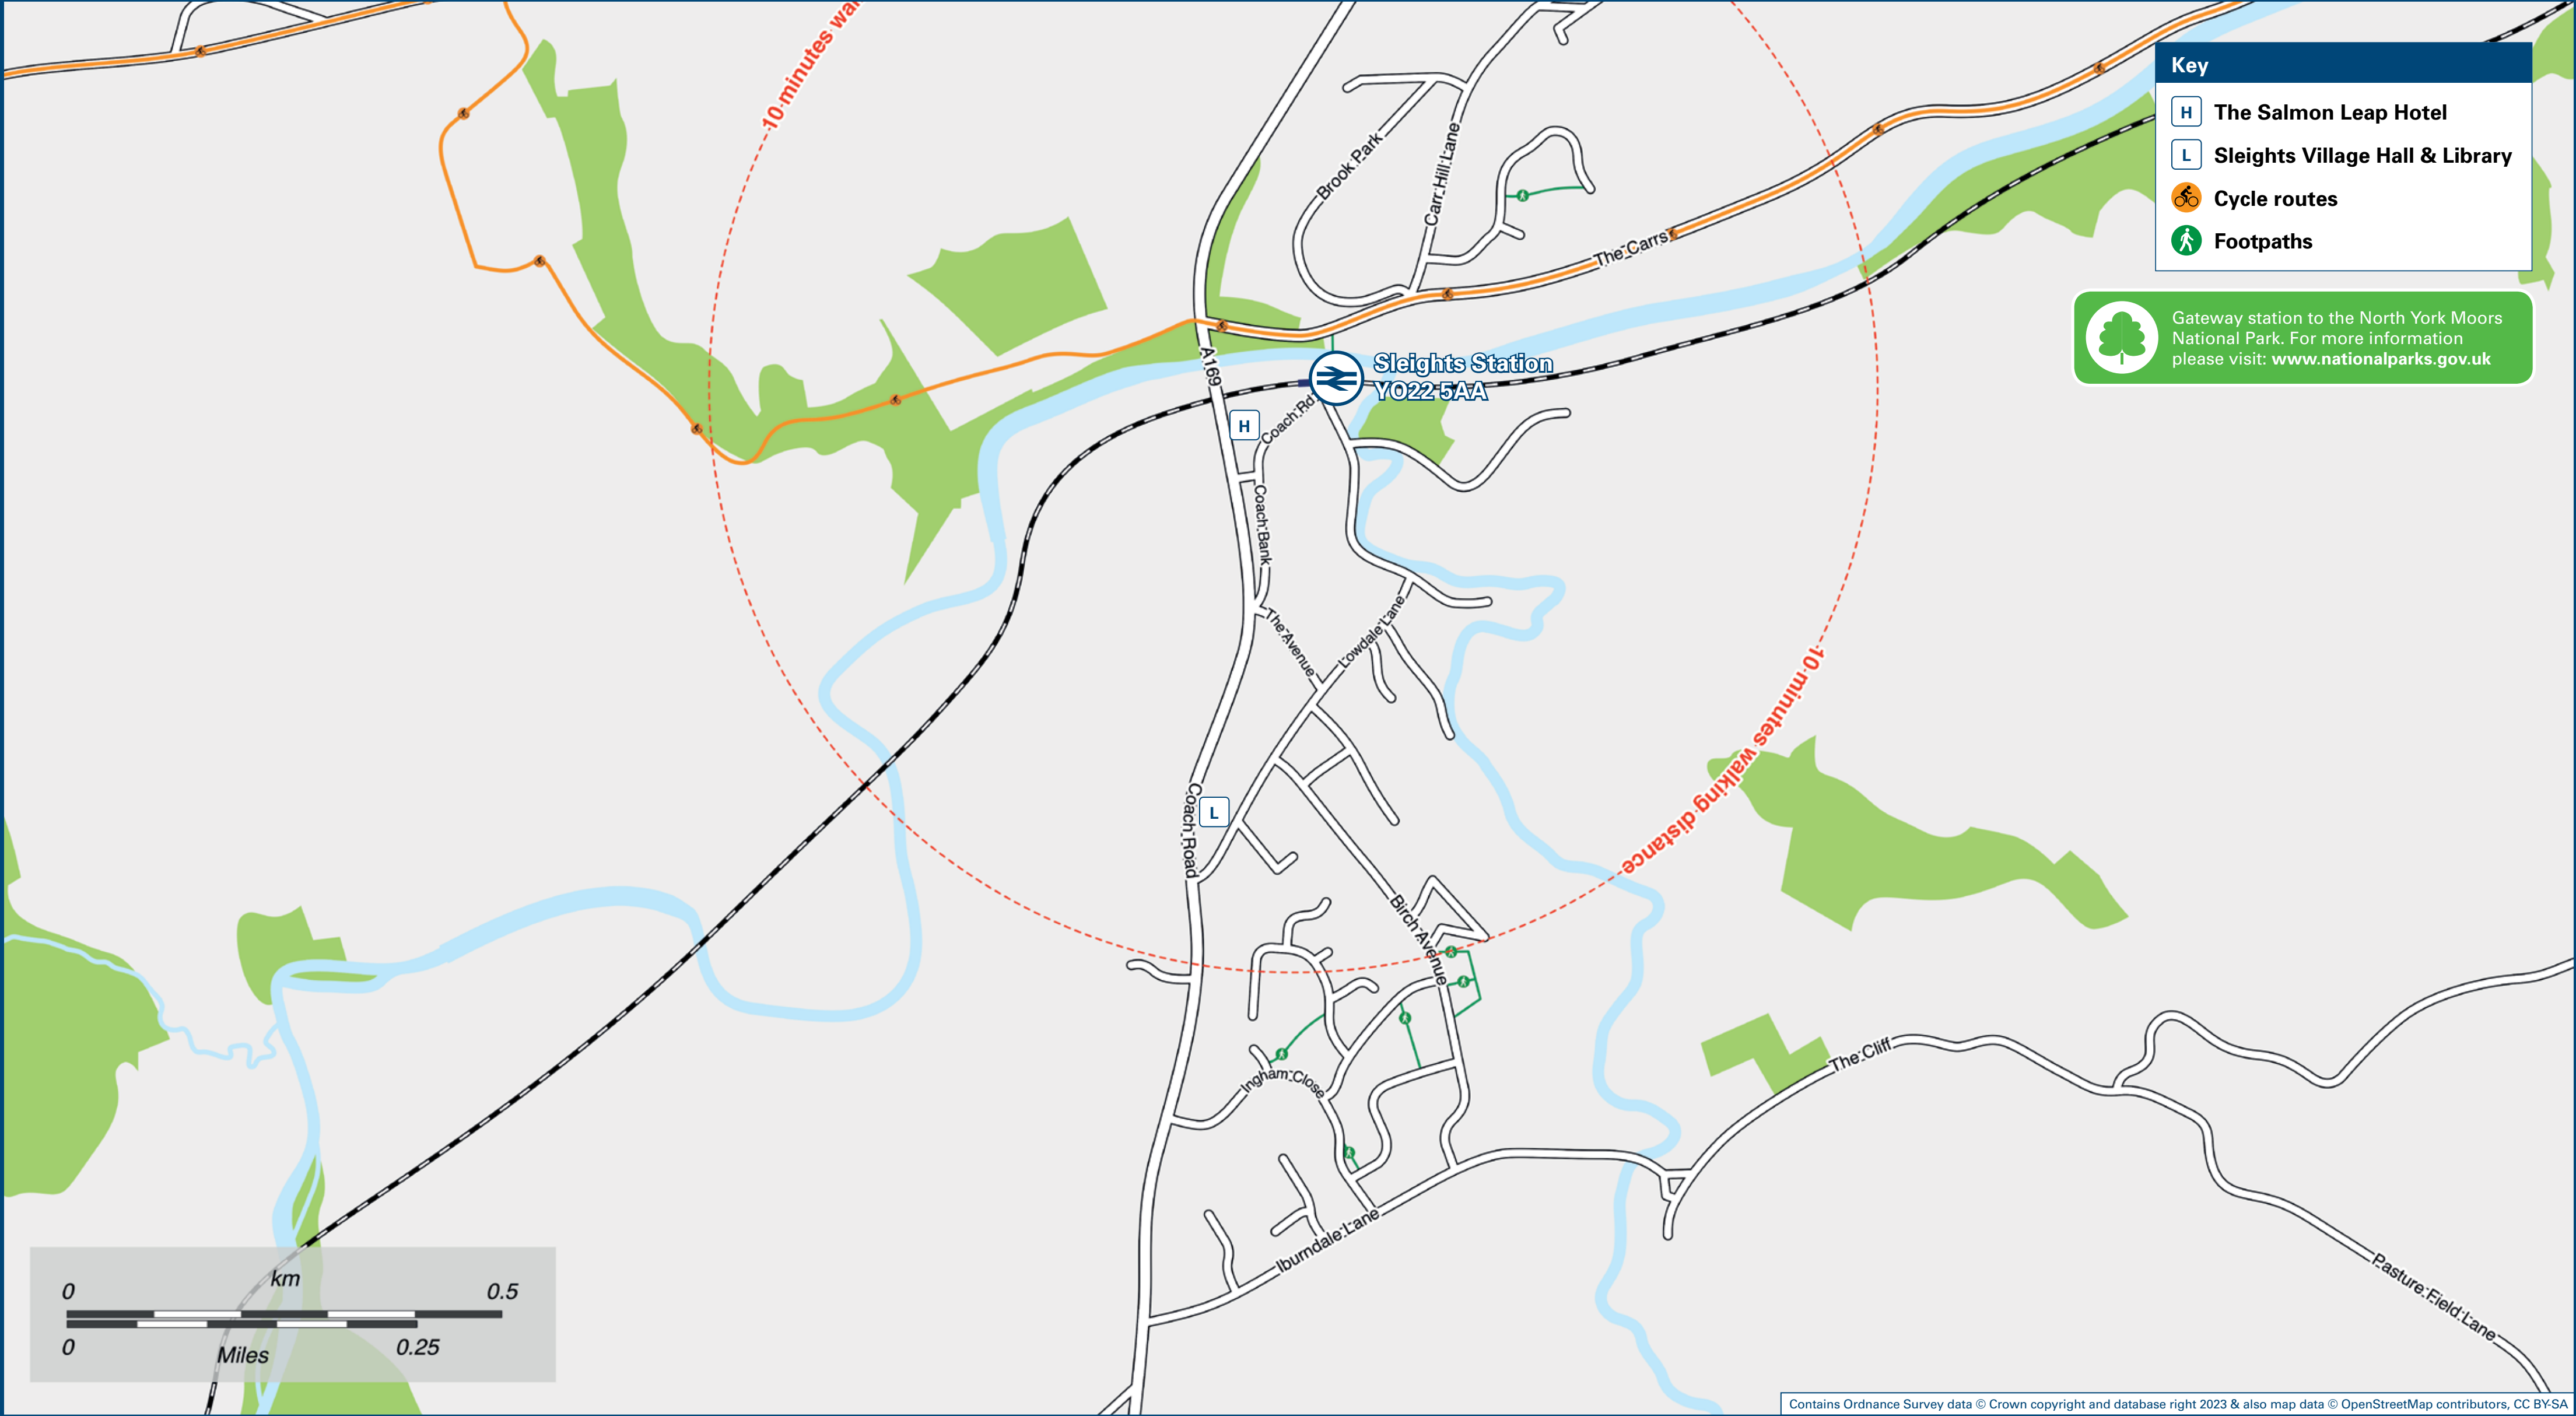 10 minutes wa
Key
H The Salmon Leap Hotel
L Sleights Village Hall & Library
Cycle routes
Footpaths
Gateway station to the North York Moors
National Park. For more information
please visit: www.nationalparks.gov.uk
Brook Park
Carr Hill Lane
The Carrs
A169
Sleights Station
YO22 5AA
H
Coach Rd
Coach Bank
The Avenue
Lowdale Lane
10 minutes walking distance
Coach Road
L
Birch Avenue
Ingham Close
The Cliff
Iburndale Lane
Pasture Field Lane
km
0 0.5
0 0.25
Miles
Contains Ordnance Survey data © Crown copyright and database right 2023 & also map data © OpenStreetMap contributors, CC BY-SA